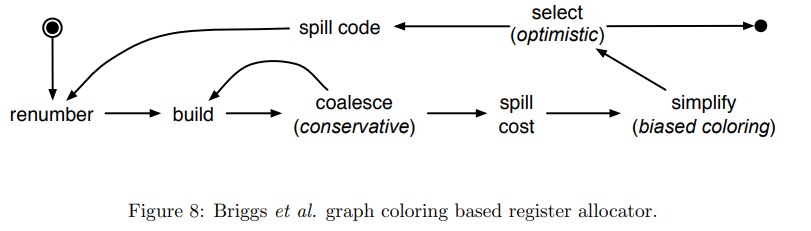 select
spill code
(optimistic)
renumber
build
coalesce
(conservative)
spill
cost
simplify
(biased coloring)
Figure 8: Briggs et al. graph coloring based register allocator.